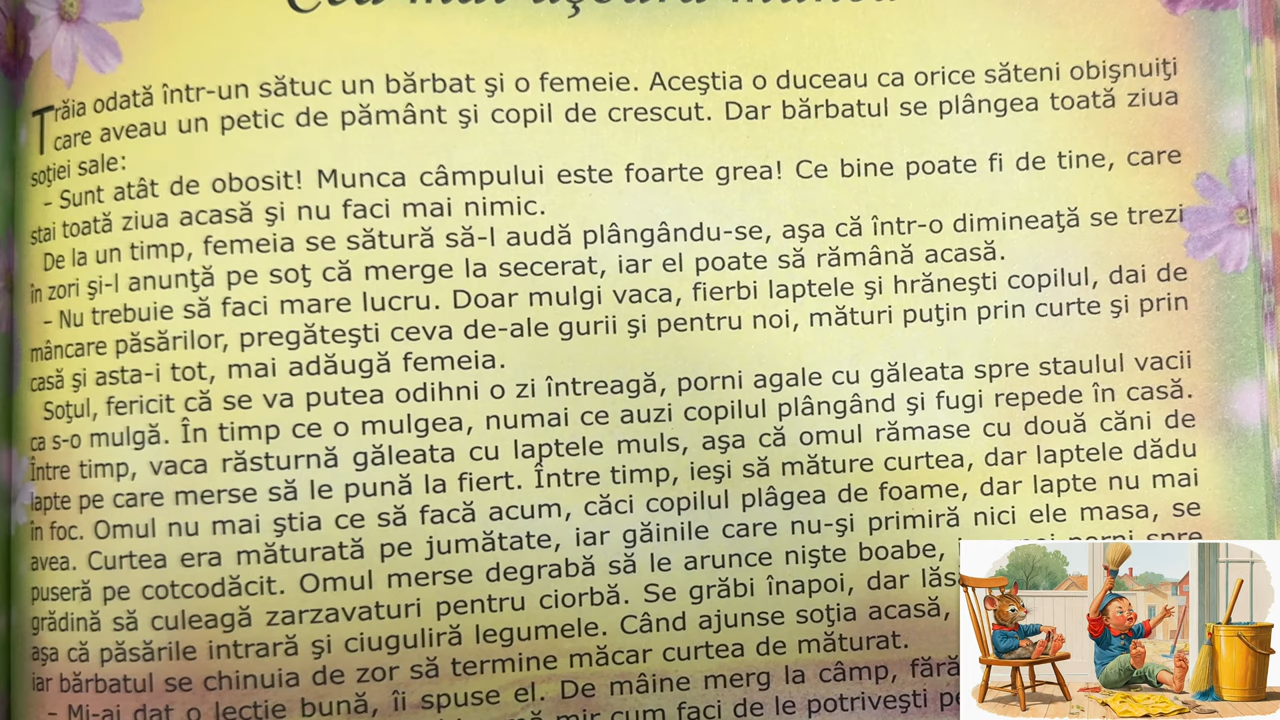 Cea mai uşoară muncă
Trăia odată într-un sătuc un bărbat şi o femeie. Aceştia o duceau ca orice săteni obişnuiţi
care aveau un petic de pământ şi copil de crescut. Dar bărbatul se plângea toată ziua
soţiei sale:
- Sunt atât de obosit! Munca câmpului este foarte grea! Ce bine poate fi de tine, care
stai toată ziua acasă şi nu faci mai nimic.
De la un timp, femeia se sătură să-l audă plângându-se, aşa că într-o dimineaţă se trezi
în zori şi-l anunţă pe soţ că merge la secerat, iar el poate să rămână acasă.
- Nu trebuie să faci mare lucru. Doar mulgi vaca, fierbi laptele şi hrăneşti copilul, dai de
mâncare păsărilor, pregăteşti ceva de-ale gurii şi pentru noi, mături puţin prin curte şi prin
casă şi asta-i tot, mai adăugă femeia.
Soţul, fericit că se va putea odihni o zi întreagă, porni agale cu găleata spre staulul vacii
ca s-o mulgă. În timp ce o mulgea, numai ce auzi copilul plângând şi fugi repede în casă.
Între timp, vaca răsturnă găleata cu laptele muls, aşa că omul rămase cu două căni de
lapte pe care merse să le pună la fiert. Între timp, ieşi să măture curtea, dar laptele dădu
în foc. Omul nu mai ştia ce să facă acum, căci copilul plâgea de foame, dar lapte nu mai
avea. Curtea era măturată pe jumătate, iar găinile care nu-şi primiră nici ele masa, se
puseră pe cotcodăcit. Omul merse degrabă să le arunce nişte boabe, porni spre
grădină să culeagă zarzavaturi pentru ciorbă. Se grăbi înapoi, dar
aşa că păsările intrară şi ciuguliră legumele. Când ajunse soţia acasă,
iar bărbatul se chinuia de zor să termine măcar curtea de măturat.
- Mi-ai dat o lecţie bună, îi spuse el. De mâine merg la câmp, fără
mir cum faci de le potriveşti